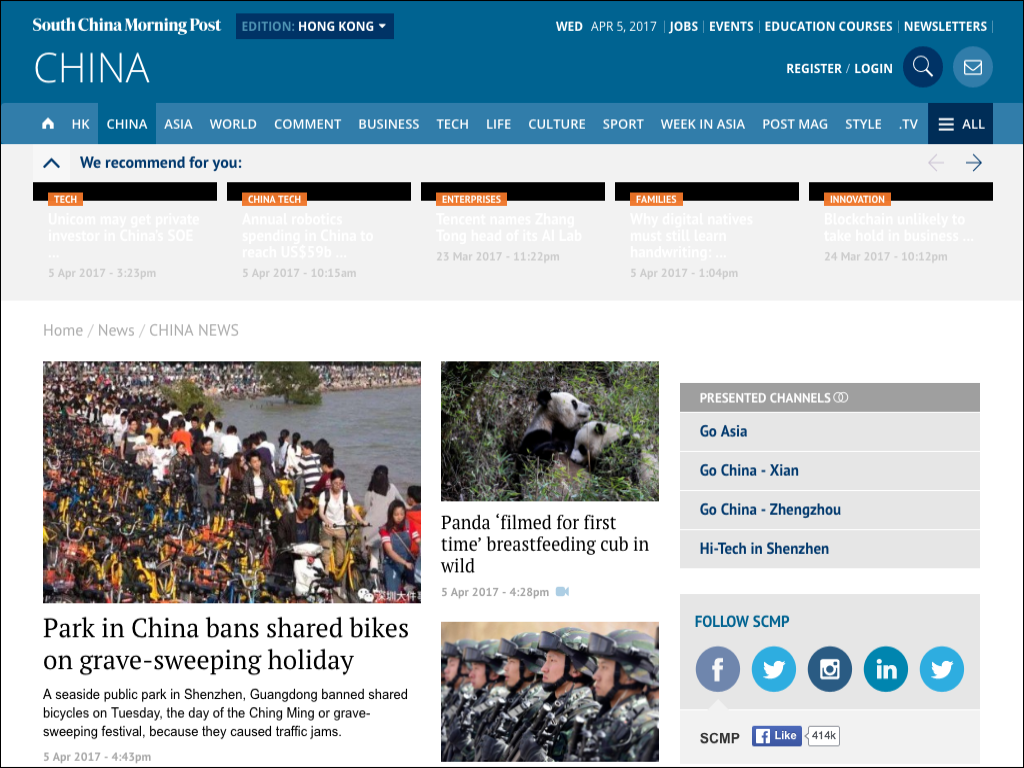 South China Morning Post
EDITION: HONG KONG
WED APR 5, 2017 JOBS EVENTS EDUCATION COURSES NEWSLETTERS
CHINA
REGISTER / LOGIN
HK CHINA ASIA WORLD COMMENT BUSINESS TECH LIFE CULTURE SPORT WEEK IN ASIA POST MAG STYLE .TV ALL
We recommend for you:
TECH
Unicom may get private
investor in China's SOE
...
5 Apr 2017 - 3:23pm
CHINA TECH
Annual robotics
spending in China to
reach US$59b ...
5 Apr 2017 - 10:15am
ENTERPRISES
Tencent names Zhang
Tong head of its AI Lab
23 Mar 2017 - 11:22pm
FAMILIES
Why digital natives
must still learn
handwriting: ...
5 Apr 2017 - 1:04pm
INNOVATION
Blockchain unlikely to
take hold in business ...
24 Mar 2017 - 10:12pm
Home / News / CHINA NEWS
Park in China bans shared bikes
on grave-sweeping holiday
A seaside public park in Shenzhen, Guangdong banned shared
bicycles on Tuesday, the day of the Ching Ming or grave-
sweeping festival, because they caused traffic jams.
5 Apr 2017 - 4:43pm
Panda ‘filmed for first
time’ breastfeeding cub in
wild
5 Apr 2017 - 4:28pm
PRESENTED CHANNELS
Go Asia
Go China - Xian
Go China - Zhengzhou
Hi-Tech in Shenzhen
FOLLOW SCMP
SCMP Like 414k